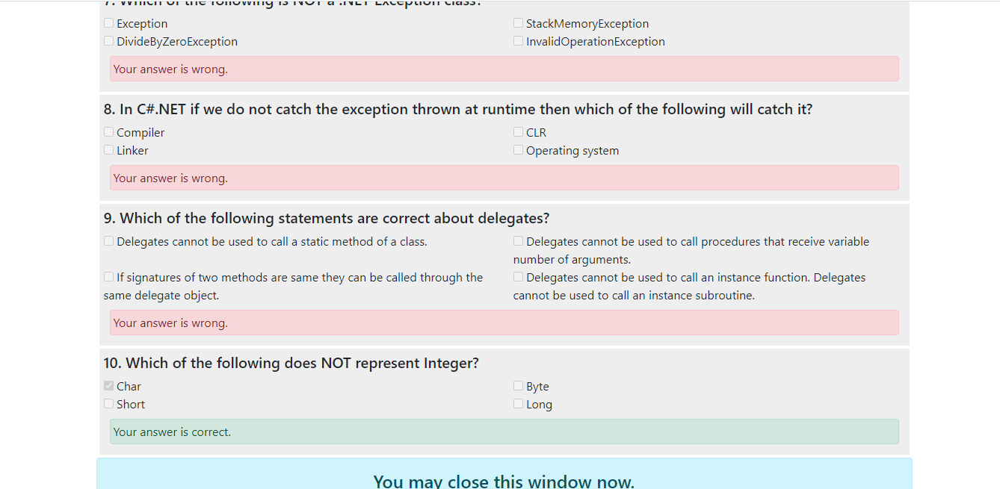 7. Which of the following is NOT a .NET Exception class?
Exception
StackMemoryException
DivideByZeroException
InvalidOperationException
Your answer is wrong.
8. In C#.NET if we do not catch the exception thrown at runtime then which of the following will catch it?
Compiler
CLR
Linker
Operating system
Your answer is wrong.
9. Which of the following statements are correct about delegates?
Delegates cannot be used to call a static method of a class.
Delegates cannot be used to call procedures that receive variable
number of arguments.
If signatures of two methods are same they can be called through the
same delegate object.
Delegates cannot be used to call an instance function. Delegates
cannot be used to call an instance subroutine.
Your answer is wrong.
10. Which of the following does NOT represent Integer?
Char
Byte
Short
Long
Your answer is correct.
You may close this window now.